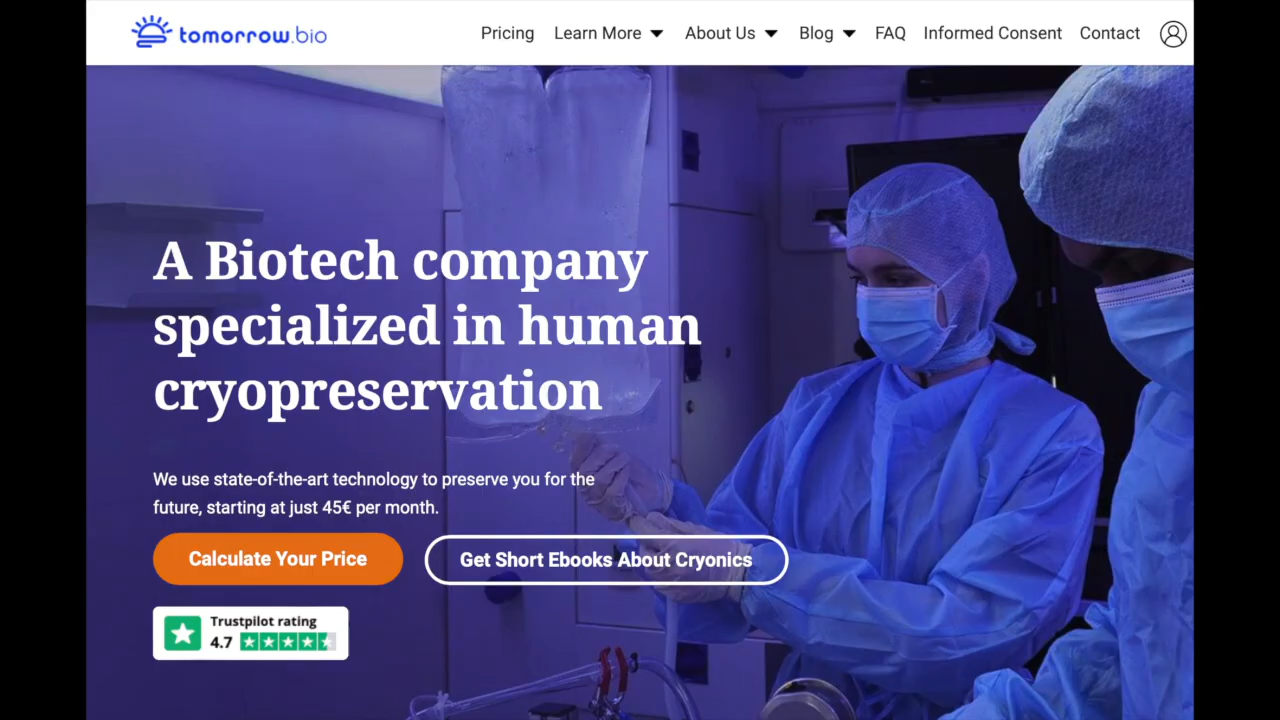 tomorrow.bio
Pricing Learn More About Us Blog FAQ Informed Consent Contact
A Biotech company
specialized in human
cryopreservation
We use state-of-the-art technology to preserve you for the
future, starting at just 45€ per month.
Calculate Your Price Get Short Ebooks About Cryonics
Trustpilot rating
4.7